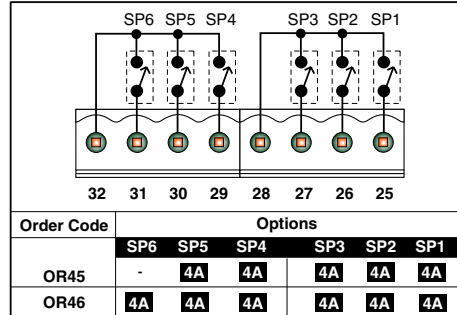 SP6 SP5 SP4 SP3 SP2 SP1
32 31 30 29 28 27 26 25
Order Code Options
SP6 SP5 SP4 SP3 SP2 SP1
OR45 - 4A 4A 4A 4A 4A
OR46 4A 4A 4A 4A 4A 4A